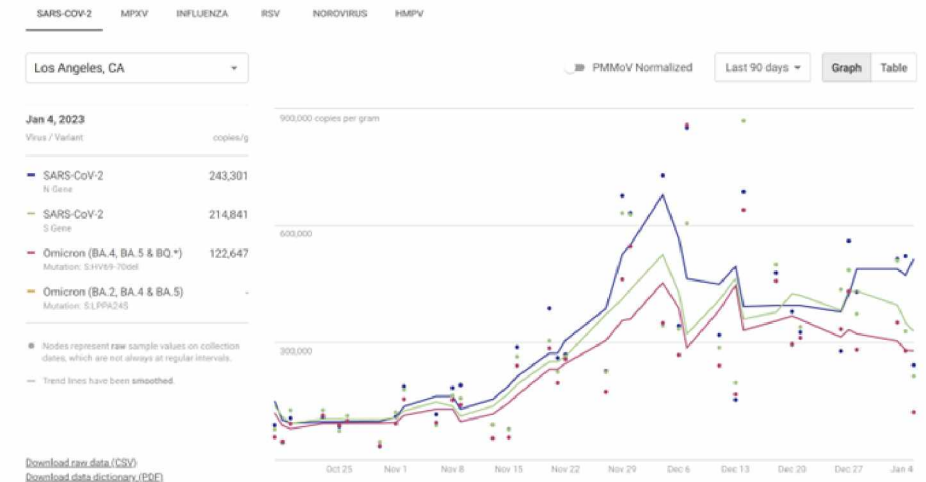 SARS-COV-2 MPXV INFLUENZA RSV NOROVIRUS HMPV
Los Angeles, CA
PMMoV Normalized
Last 90 days
Graph
Table
Jan 4, 2023
Virus / Variant copies/g
SARS-CoV-2 243,301
N Gene
SARS-CoV-2 214,841
S Gene
Omicron (BA.4, BA.5 & BQ.*) 122,647
Mutation: S:HV69-70del
Omicron (BA.2, BA.4 & BA.5) -
Mutation: S:LPPA24S
Nodes represent raw sample values on collection
dates, which are not always at regular intervals.
Trend lines have been smoothed.
Download raw data (CSV)
Download data dictionary (PDF)
900,000 copies per gram
600,000
300,000
Oct 25 Nov 1 Nov 8 Nov 15 Nov 22 Nov 29 Dec 6 Dec 13 Dec 20 Dec 27 Jan 4